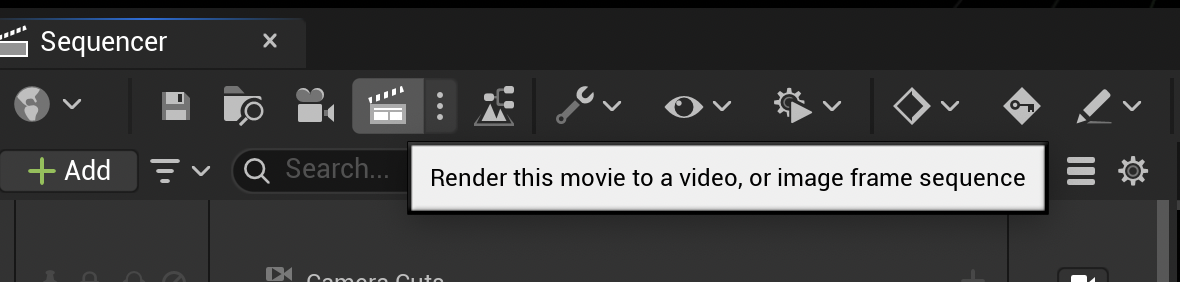 Sequencer
Add
Search...
Render this movie to a video, or image frame sequence
Camera Cuts